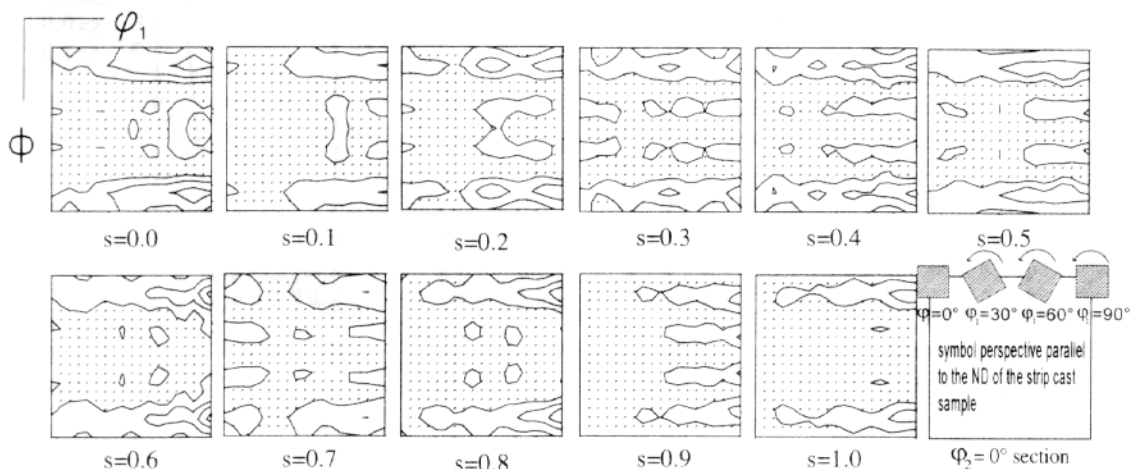 φ₁
Φ
s=0.0 s=0.1 s=0.2 s=0.3 s=0.4 s=0.5
φ=0° φ₁=30° φ₁=60° φ₁=90°
symbol perspective parallel
to the ND of the strip cast
sample
s=0.6 s=0.7 s=0.8 s=0.9 s=1.0 φ₂= 0° section